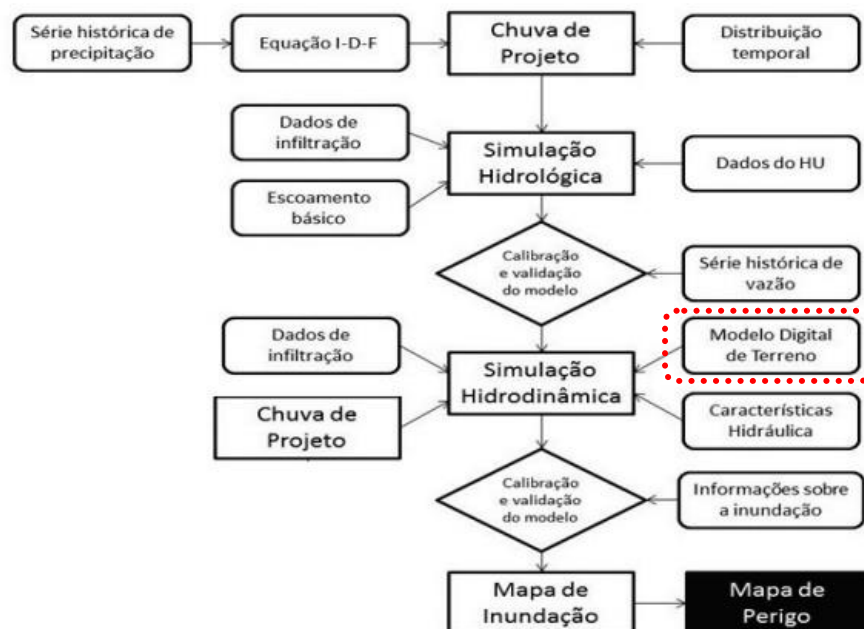 Série histórica de
precipitação
Equação I-D-F
Chuva de
Projeto
Distribuição
temporal
Dados de
infiltração
Escoamento
básico
Simulação
Hidrológica
Dados do HU
Calibração
e validação
do modelo
Série histórica de
vazão
Dados de
infiltração
Chuva de
Projeto
Simulação
Hidrodinâmica
Modelo Digital
de Terreno
Características
Hidráulica
Calibração
e validação
do modelo
Informações sobre
a inundação
Mapa de
Inundação
Mapa de
Perigo